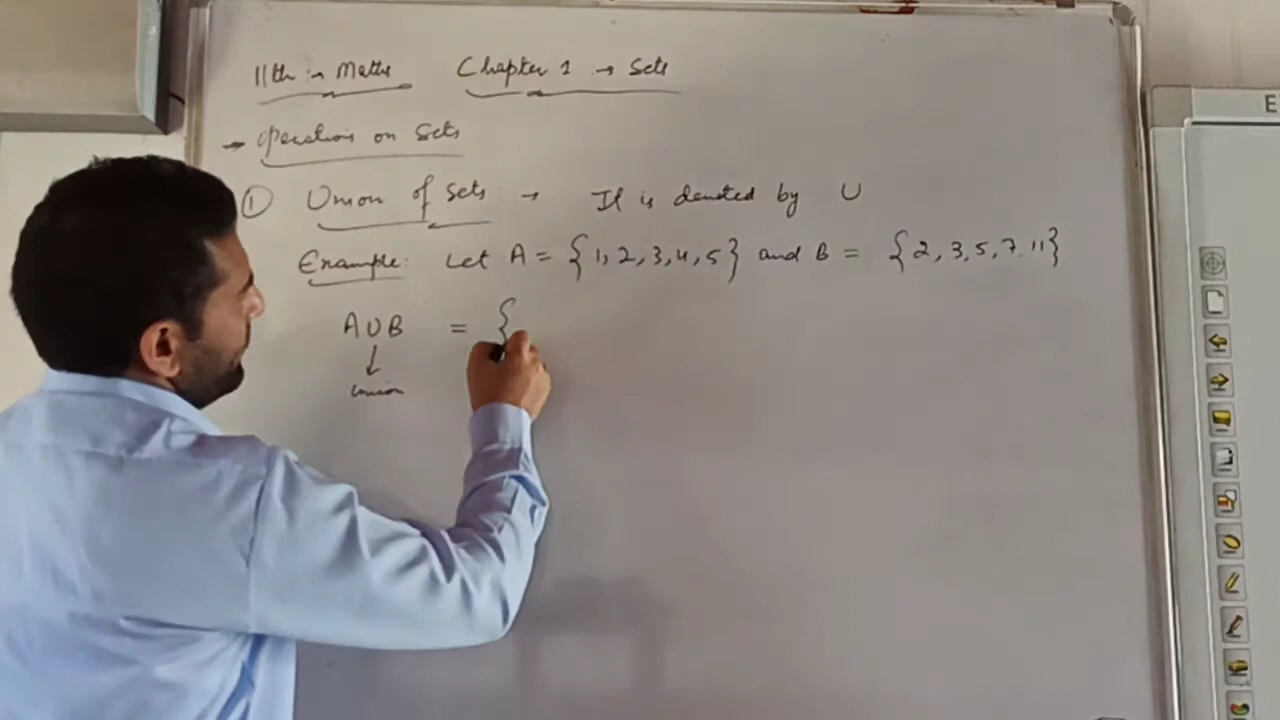 11th :→ Maths Chapter 1 → Sets
→ Operations on Sets
① Union of Sets → It is denoted by ∪
Example: Let A = {1, 2, 3, 4, 5} and B = {2, 3, 5, 7. 11}
A∪B = {
↓
Union
E